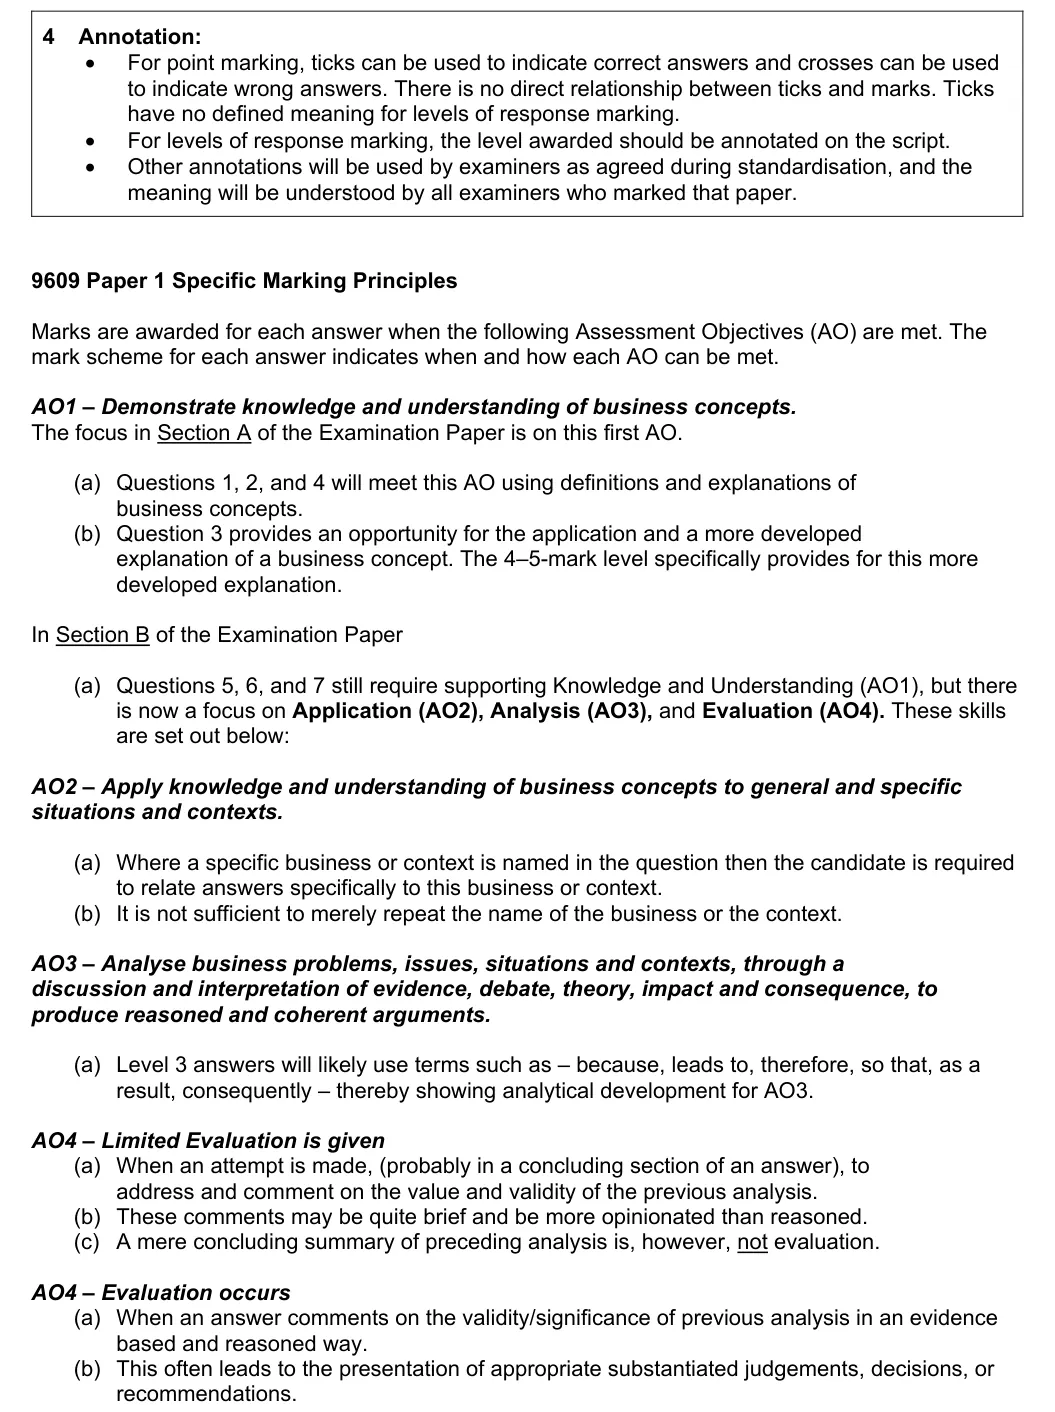 4 Annotation:
• For point marking, ticks can be used to indicate correct answers and crosses can be used
to indicate wrong answers. There is no direct relationship between ticks and marks. Ticks
have no defined meaning for levels of response marking.
• For levels of response marking, the level awarded should be annotated on the script.
• Other annotations will be used by examiners as agreed during standardisation, and the
meaning will be understood by all examiners who marked that paper.
9609 Paper 1 Specific Marking Principles
Marks are awarded for each answer when the following Assessment Objectives (AO) are met. The
mark scheme for each answer indicates when and how each AO can be met.
AO1 – Demonstrate knowledge and understanding of business concepts.
The focus in Section A of the Examination Paper is on this first AO.
(a) Questions 1, 2, and 4 will meet this AO using definitions and explanations of
business concepts.
(b) Question 3 provides an opportunity for the application and a more developed
explanation of a business concept. The 4–5-mark level specifically provides for this more
developed explanation.
In Section B of the Examination Paper
(a) Questions 5, 6, and 7 still require supporting Knowledge and Understanding (AO1), but there
is now a focus on Application (AO2), Analysis (AO3), and Evaluation (AO4). These skills
are set out below:
AO2 – Apply knowledge and understanding of business concepts to general and specific
situations and contexts.
(a) Where a specific business or context is named in the question then the candidate is required
to relate answers specifically to this business or context.
(b) It is not sufficient to merely repeat the name of the business or the context.
AO3 – Analyse business problems, issues, situations and contexts, through a
discussion and interpretation of evidence, debate, theory, impact and consequence, to
produce reasoned and coherent arguments.
(a) Level 3 answers will likely use terms such as – because, leads to, therefore, so that, as a
result, consequently – thereby showing analytical development for AO3.
AO4 – Limited Evaluation is given
(a) When an attempt is made, (probably in a concluding section of an answer), to
address and comment on the value and validity of the previous analysis.
(b) These comments may be quite brief and be more opinionated than reasoned.
(c) A mere concluding summary of preceding analysis is, however, not evaluation.
AO4 – Evaluation occurs
(a) When an answer comments on the validity/significance of previous analysis in an evidence
based and reasoned way.
(b) This often leads to the presentation of appropriate substantiated judgements, decisions, or
recommendations.